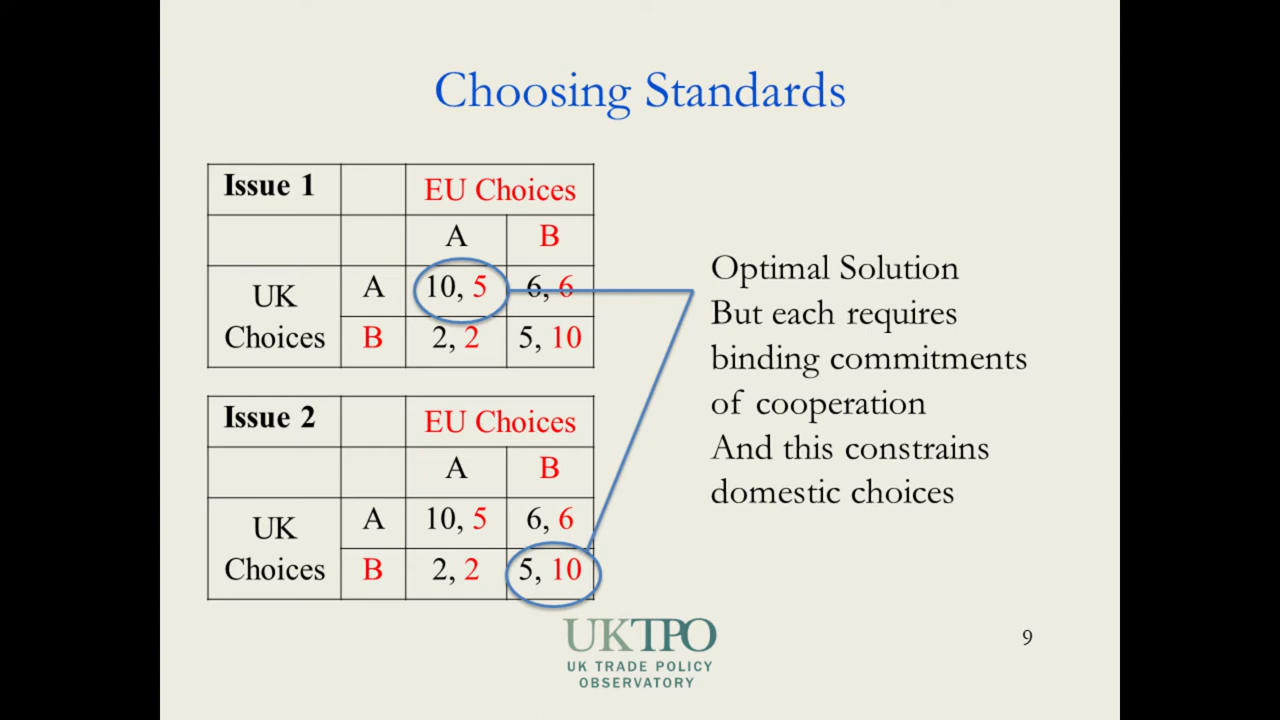 Choosing Standards
Issue 1 EU Choices
A B
UK Choices A 10, 5 6, 6
B 2, 2 5, 10
Issue 2 EU Choices
A B
UK Choices A 10, 5 6, 6
B 2, 2 5, 10
Optimal Solution
But each requires
binding commitments
of cooperation
And this constrains
domestic choices
UKTPO
UK TRADE POLICY
OBSERVATORY
9